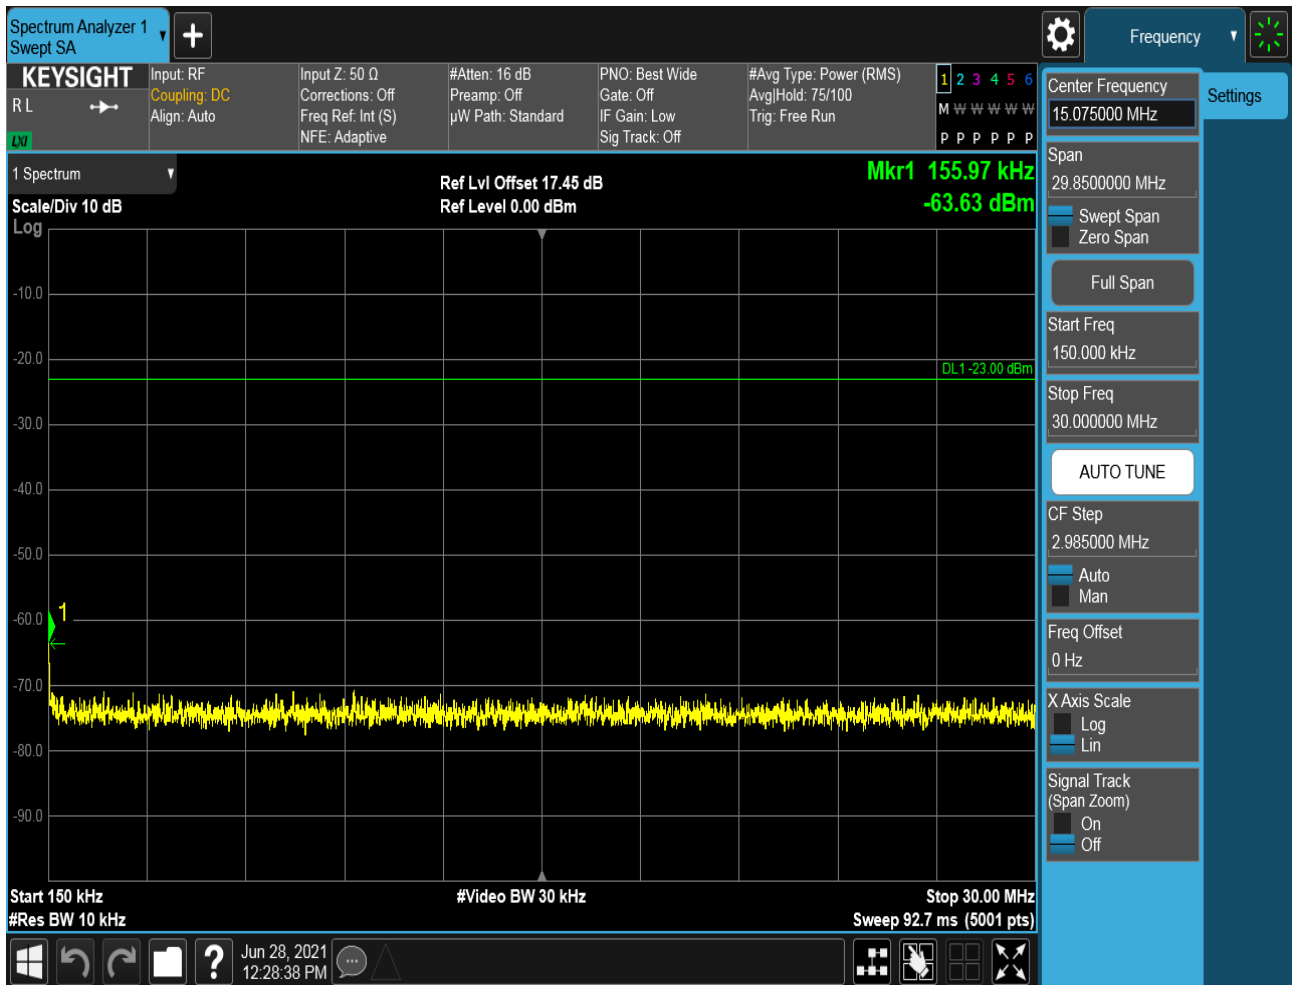 Spectrum Analyzer 1
Swept SA
Frequency
KEYSIGHT
R L
LXI
Input: RF
Coupling: DC
Align: Auto
Input Z: 50 Ω
Corrections: Off
Freq Ref: Int (S)
NFE: Adaptive
#Atten: 16 dB
Preamp: Off
µW Path: Standard
PNO: Best Wide
Gate: Off
IF Gain: Low
Sig Track: Off
#Avg Type: Power (RMS)
Avg|Hold: 75/100
Trig: Free Run
1 2 3 4 5 6
M W W W W W
P P P P P P
1 Spectrum
Scale/Div 10 dB
Log
Ref Lvl Offset 17.45 dB
Ref Level 0.00 dBm
Mkr1 155.97 kHz
-63.63 dBm
-10.0
-20.0
DL1 -23.00 dBm
-30.0
-40.0
-50.0
-60.0
1
-70.0
-80.0
-90.0
Start 150 kHz
#Video BW 30 kHz
Stop 30.00 MHz
#Res BW 10 kHz
Sweep 92.7 ms (5001 pts)
Center Frequency
15.075000 MHz
Settings
Span
29.8500000 MHz
Swept Span
Zero Span
Full Span
Start Freq
150.000 kHz
Stop Freq
30.000000 MHz
AUTO TUNE
CF Step
2.985000 MHz
Auto
Man
Freq Offset
0 Hz
X Axis Scale
Log
Lin
Signal Track
(Span Zoom)
On
Off
?
Jun 28, 2021
12:28:38 PM